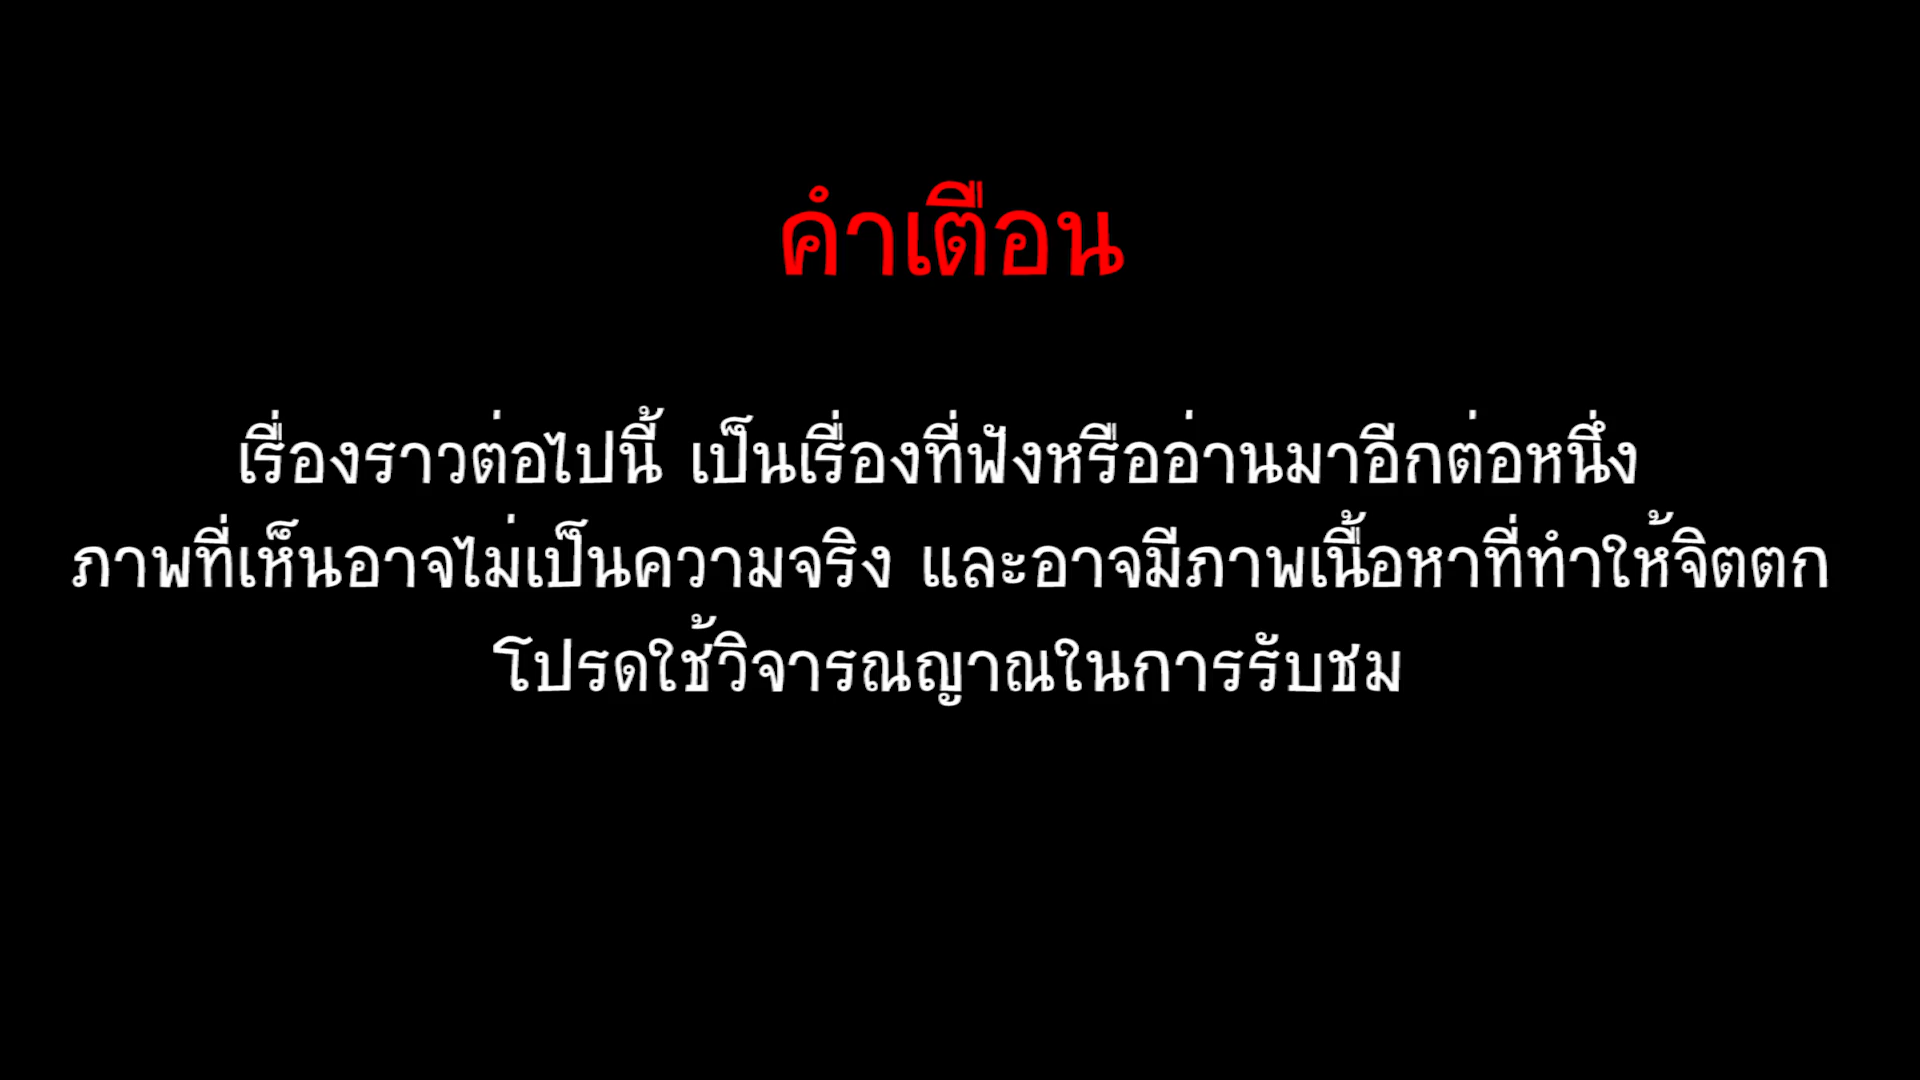 คำเตือน
เรื่องราวต่อไปนี้ เป็นเรื่องที่ฟังหรืออ่านมาอีกต่อหนึ่ง
ภาพที่เห็นอาจไม่เป็นความจริง และอาจมีภาพเนื้อหาที่ทำให้จิตตก
โปรดใช้วิจารณญาณในการรับชม